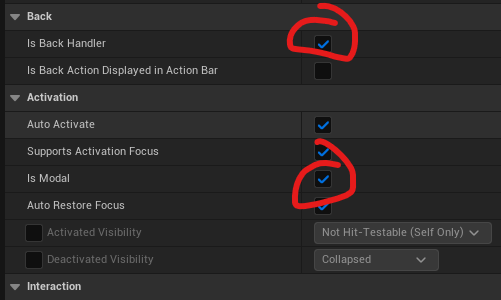 Back
Is Back Handler
Is Back Action Displayed in Action Bar
Activation
Auto Activate
Supports Activation Focus
Is Modal
Auto Restore Focus
Activated Visibility Not Hit-Testable (Self Only)
Deactivated Visibility Collapsed
Interaction